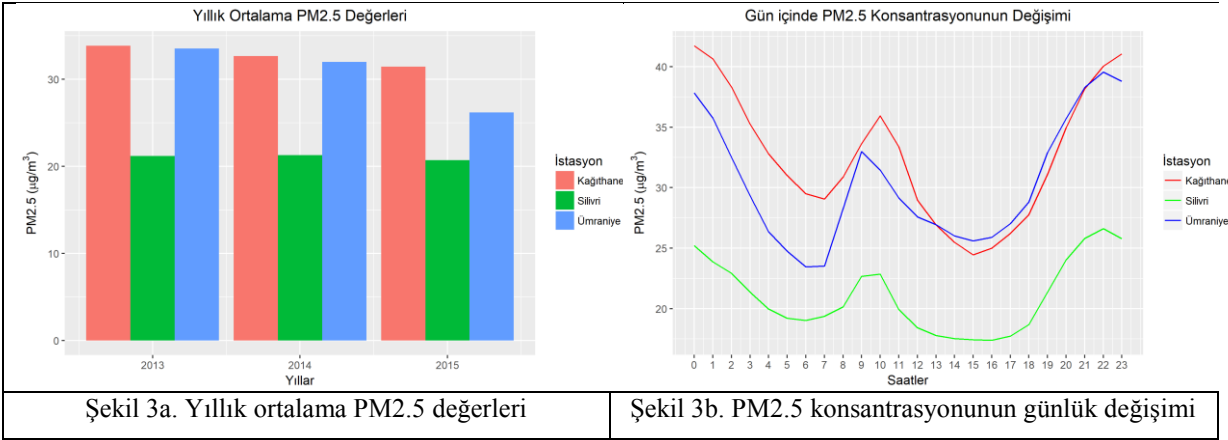 Yıllık Ortalama PM2.5 Değerleri
PM2.5 (µg/m³)
30
20
10
0
2013 2014 2015
Yıllar
İstasyon
Kağıthane
Silivri
Ümraniye
Şekil 3a. Yıllık ortalama PM2.5 değerleri
Gün içinde PM2.5 Konsantrasyonunun Değişimi
PM2.5 (µg/m³)
40
35
30
25
20
0 1 2 3 4 5 6 7 8 9 10 11 12 13 14 15 16 17 18 19 20 21 22 23
Saatler
İstasyon
Kağıthane
Silivri
Ümraniye
Şekil 3b. PM2.5 konsantrasyonunun günlük değişimi